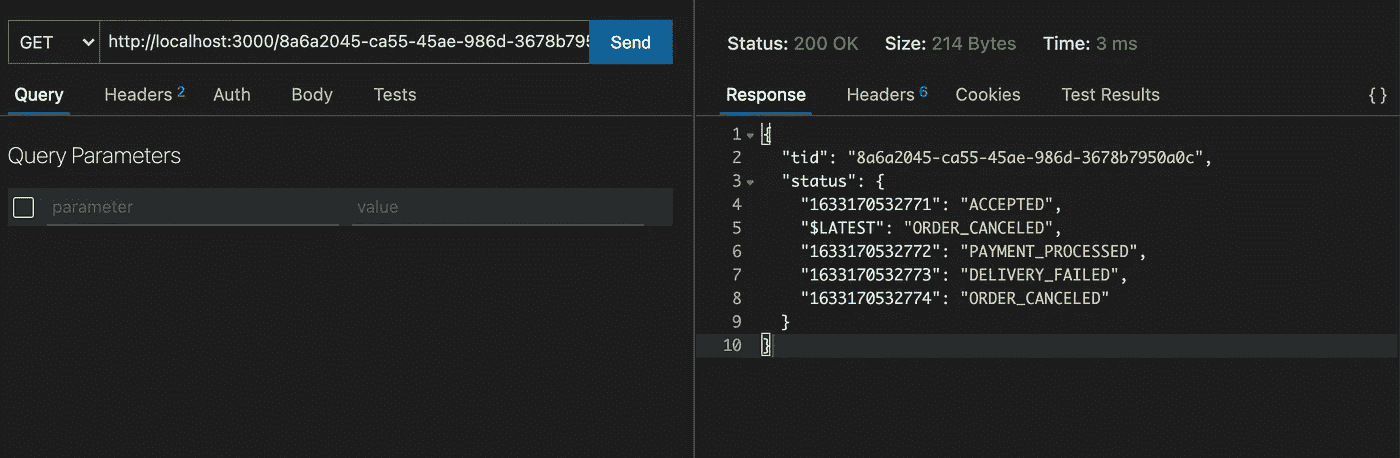 GET http://localhost:3000/8a6a2045-ca55-45ae-986d-3678b795 Send
Query Headers 2 Auth Body Tests
Query Parameters
parameter value
Status: 200 OK Size: 214 Bytes Time: 3 ms
Response Headers 6 Cookies Test Results { }
1 {
2 "tid": "8a6a2045-ca55-45ae-986d-3678b7950a0c",
3 "status": {
4 "1633170532771": "ACCEPTED",
5 "$LATEST": "ORDER_CANCELED",
6 "1633170532772": "PAYMENT_PROCESSED",
7 "1633170532773": "DELIVERY_FAILED",
8 "1633170532774": "ORDER_CANCELED"
9 }
10 }